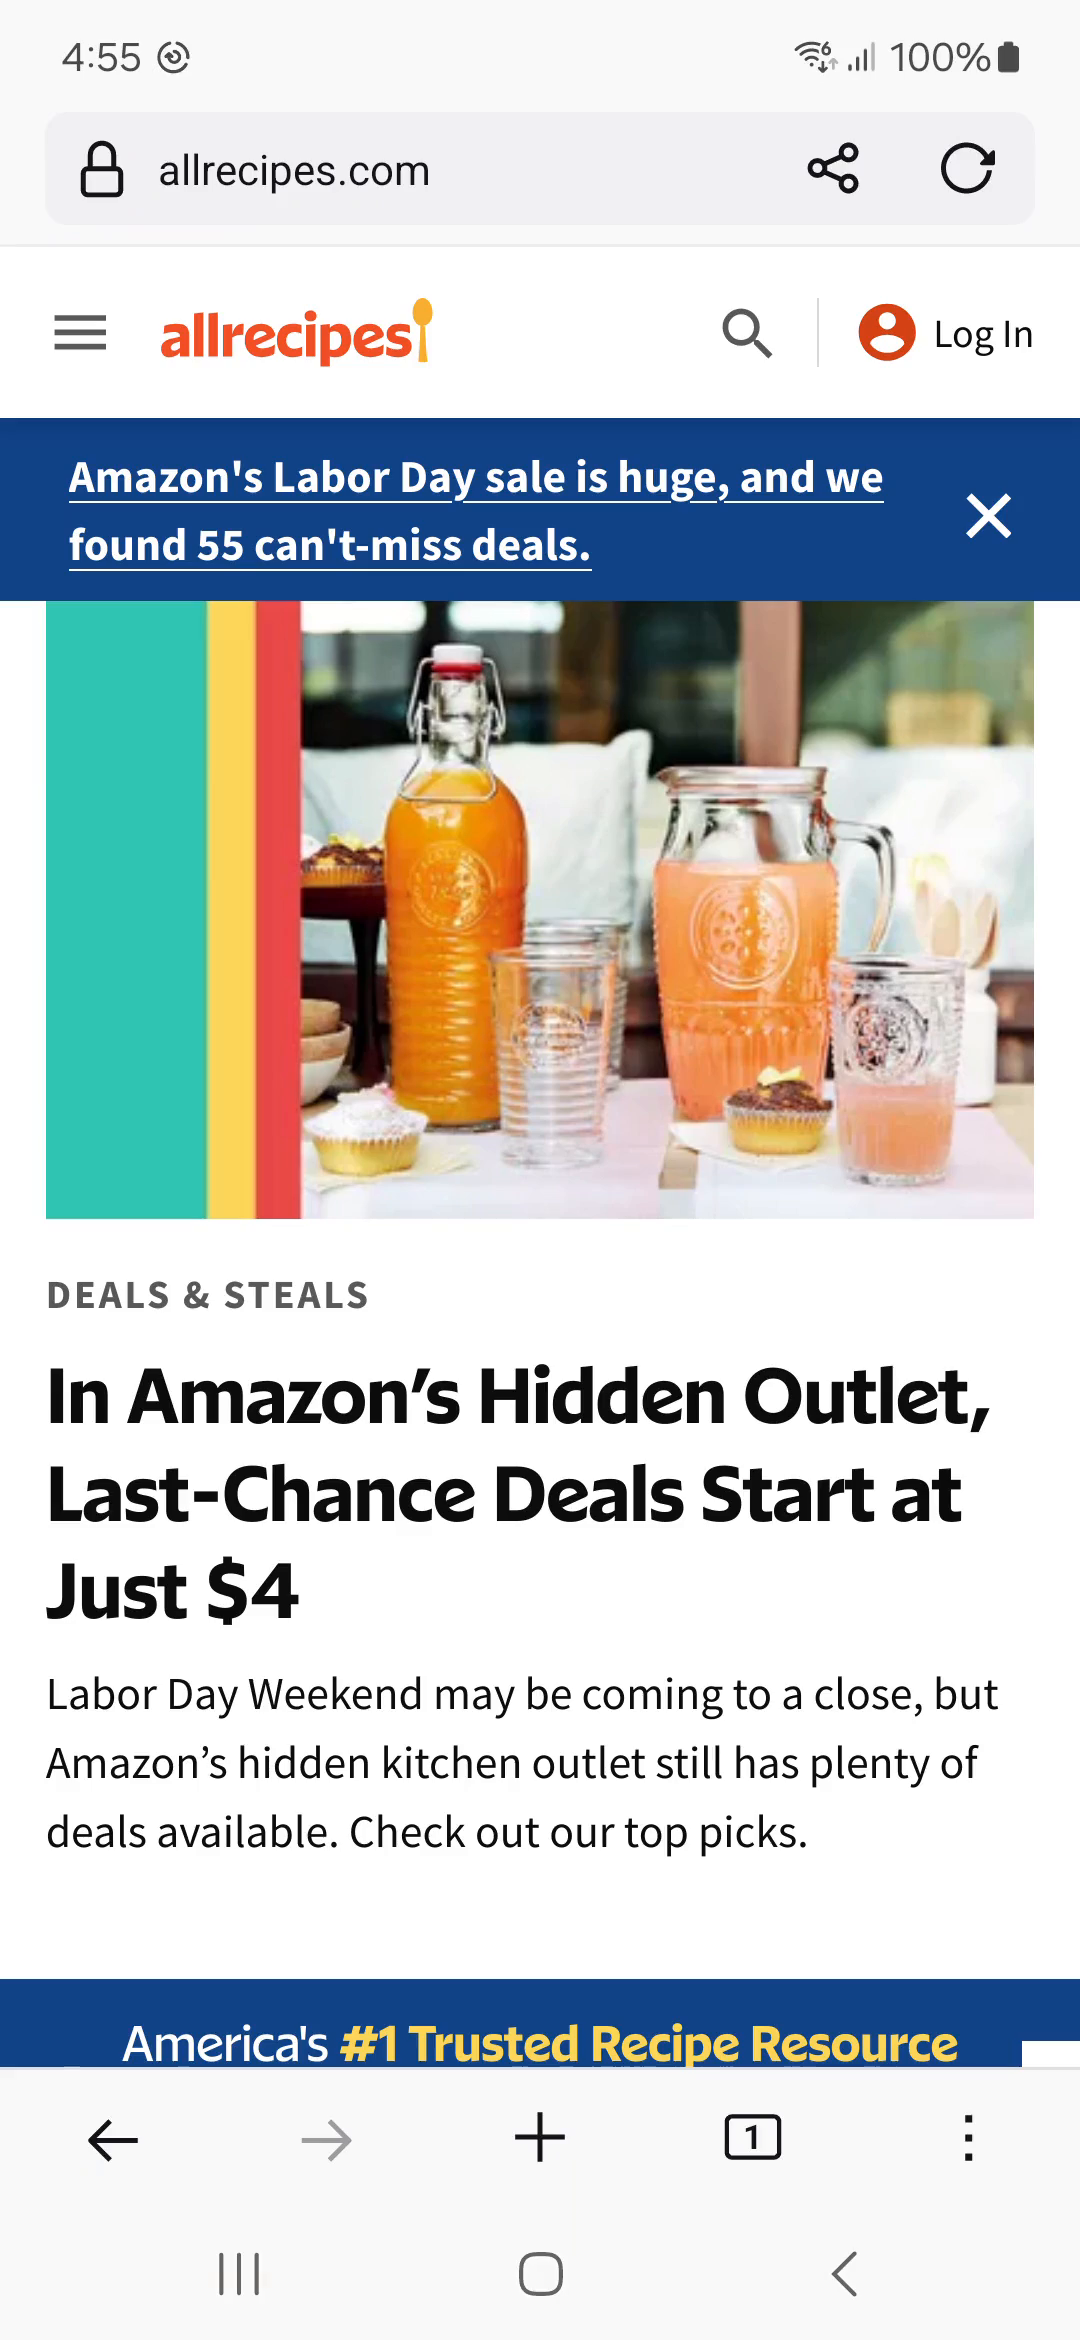 4:55 100%
allrecipes.com
allrecipes Log In
Amazon's Labor Day sale is huge, and we
found 55 can't-miss deals.
DEALS & STEALS
In Amazon’s Hidden Outlet,
Last-Chance Deals Start at
Just $4
Labor Day Weekend may be coming to a close, but
Amazon’s hidden kitchen outlet still has plenty of
deals available. Check out our top picks.
America's #1 Trusted Recipe Resource
1